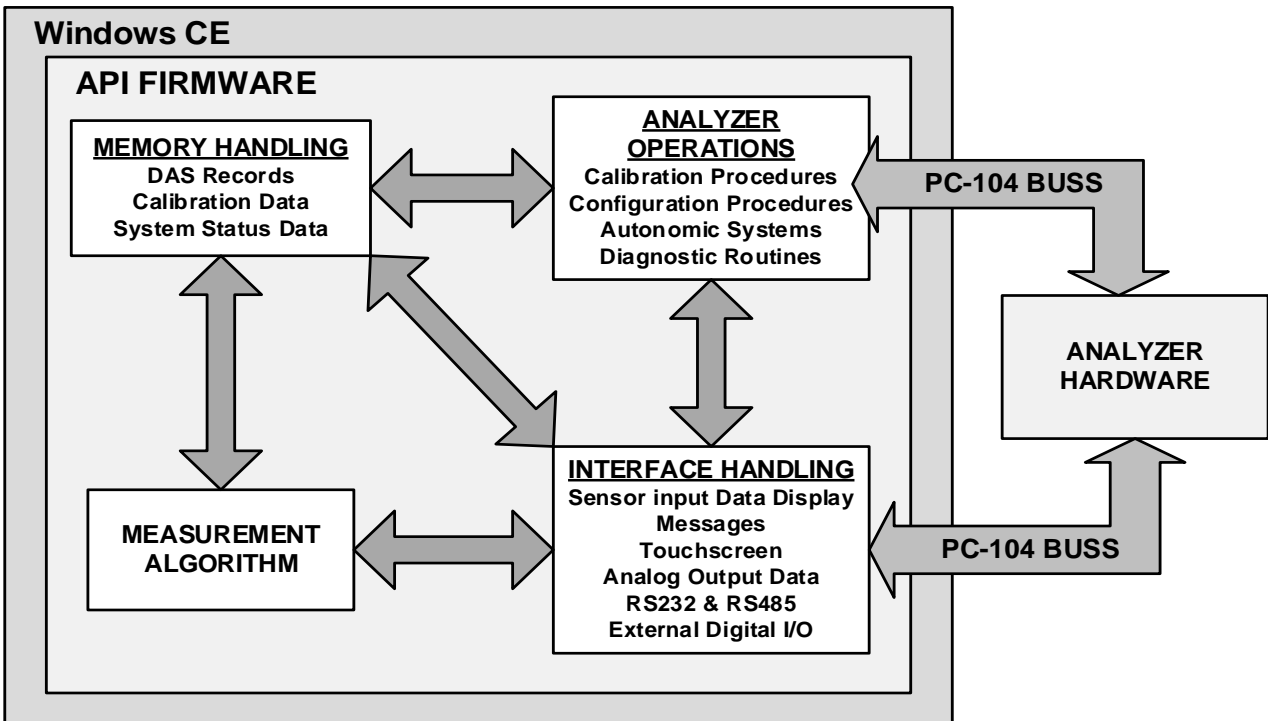 Windows CE
API FIRMWARE
MEMORY HANDLING
DAS Records
Calibration Data
System Status Data
ANALYZER
OPERATIONS
Calibration Procedures
Configuration Procedures
Autonomic Systems
Diagnostic Routines
PC-104 BUSS
ANALYZER
HARDWARE
MEASUREMENT
ALGORITHM
INTERFACE HANDLING
Sensor input Data Display
Messages
Touchscreen
Analog Output Data
RS232 & RS485
External Digital I/O
PC-104 BUSS